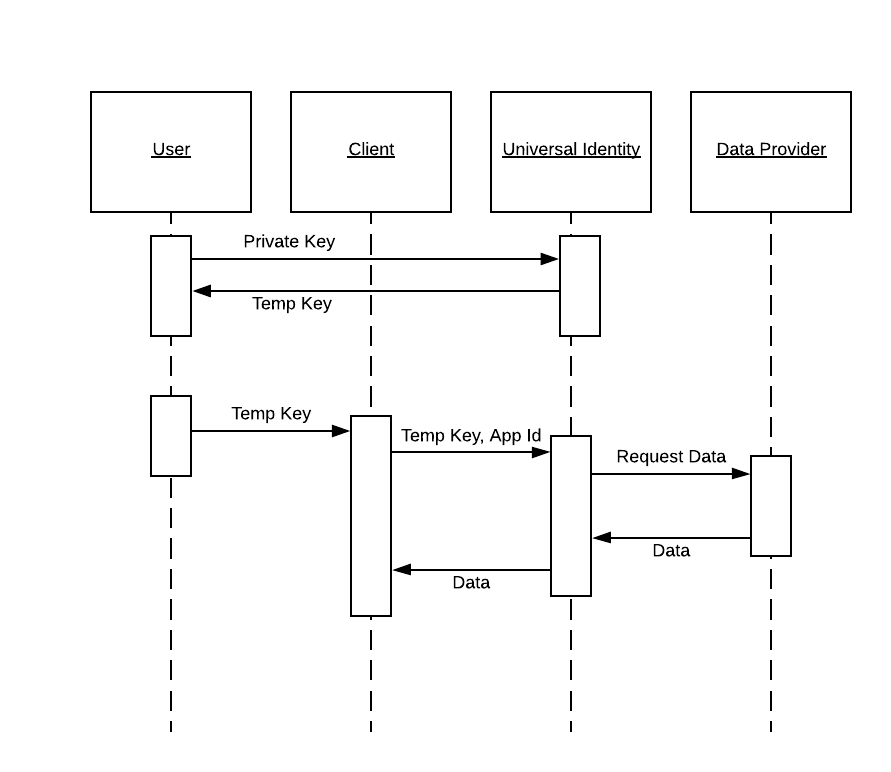 User
Client
Universal Identity
Data Provider
Private Key
Temp Key
Temp Key
Temp Key, App Id
Request Data
Data
Data